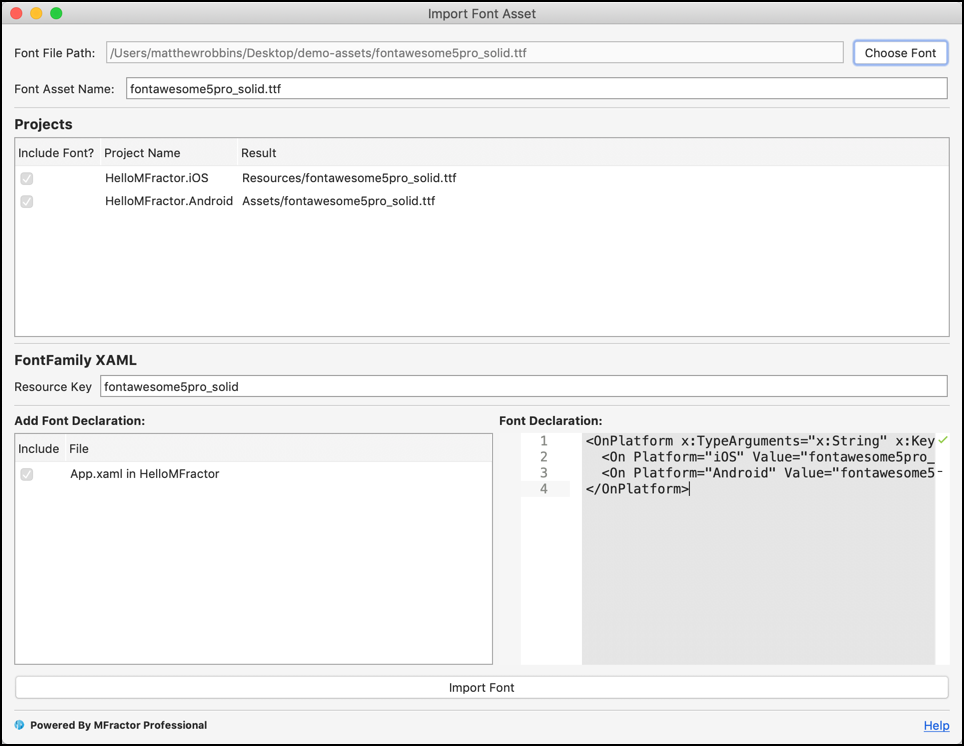 Import Font Asset
Font File Path: /Users/matthewrobbins/Desktop/demo-assets/fontawesome5pro_solid.ttf Choose Font
Font Asset Name: fontawesome5pro_solid.ttf
Projects
Include Font? Project Name Result
HelloMFractor.iOS Resources/fontawesome5pro_solid.ttf
HelloMFractor.Android Assets/fontawesome5pro_solid.ttf
FontFamily XAML
Resource Key fontawesome5pro_solid
Add Font Declaration:
Include File
App.xaml in HelloMFractor
Font Declaration:
1 <OnPlatform x:TypeArguments="x:String" x:Key
2 <On Platform="iOS" Value="fontawesome5pro_
3 <On Platform="Android" Value="fontawesome5
4 </OnPlatform>
Import Font
Powered By MFractor Professional Help